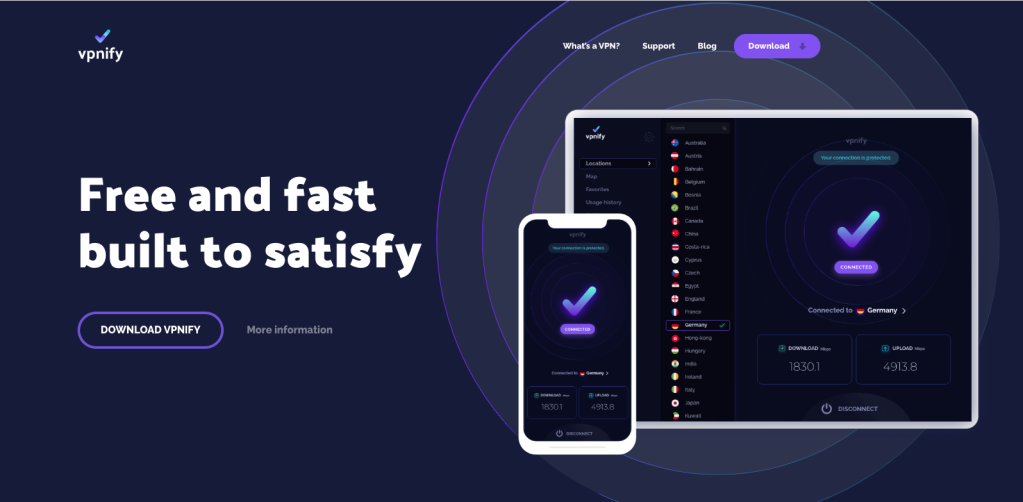 vpnify
What's a VPN?
Support
Blog
Download
Free and fast
built to satisfy
DOWNLOAD VPNIFY
More information
vpnify
Locations
Map
Favorites
Usage history
Search
Australia
Austria
Bahrain
Belgium
Bosnia
Brazil
Canada
China
Costa-rica
Cyprus
Czech
Egypt
England
France
Germany
Hong-kong
Hungary
India
Ireland
Italy
Japan
Kuwait
vpnify
Your connection is protected.
CONNECTED
Connected to Germany
DOWNLOAD Mbps
1830.1
UPLOAD Mbps
4913.8
DISCONNECT
vpnify
Your connection is protected.
CONNECTED
Connected to Germany
DOWNLOAD Mbps
1830.1
UPLOAD Mbps
4913.8
DISCONNECT